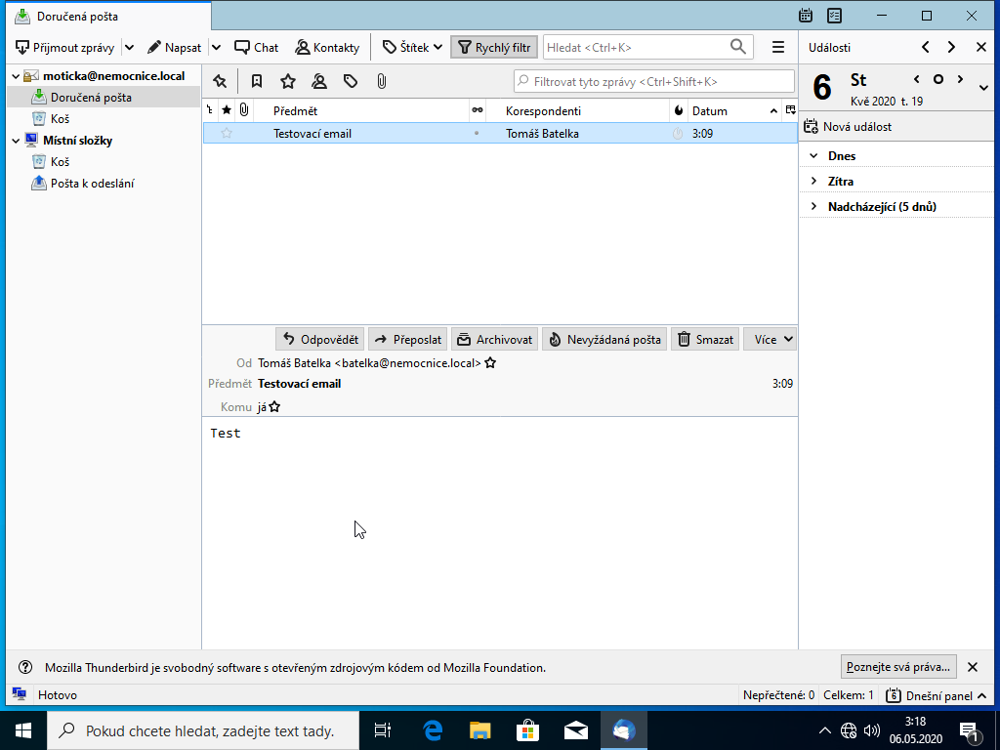 Doručená pošta
Přijmout zprávy Napsat Chat Kontakty Štítek Rychlý filtr Hledat <Ctrl+K>
Události
moticka@nemocnice.local
Doručená pošta
Koš
Místní složky
Koš
Pošta k odeslání
Filtrovat tyto zprávy <Ctrl+Shift+K>
Předmět Korespondenti Datum
Testovací email Tomáš Batelka 3:09
6 St
Kvě 2020 t. 19
Nová událost
Dnes
Zítra
Nadcházející (5 dnů)
Odpovědět Přeposlat Archivovat Nevyžádaná pošta Smazat Více
Od Tomáš Batelka <batelka@nemocnice.local>
Předmět Testovací email 3:09
Komu já
Test
Mozilla Thunderbird je svobodný software s otevřeným zdrojovým kódem od Mozilla Foundation. Poznejte svá práva...
Hotovo Nepřečtené: 0 Celkem: 1 6 Dnešní panel
Pokud chcete hledat, zadejte text tady.
3:18
06.05.2020
1